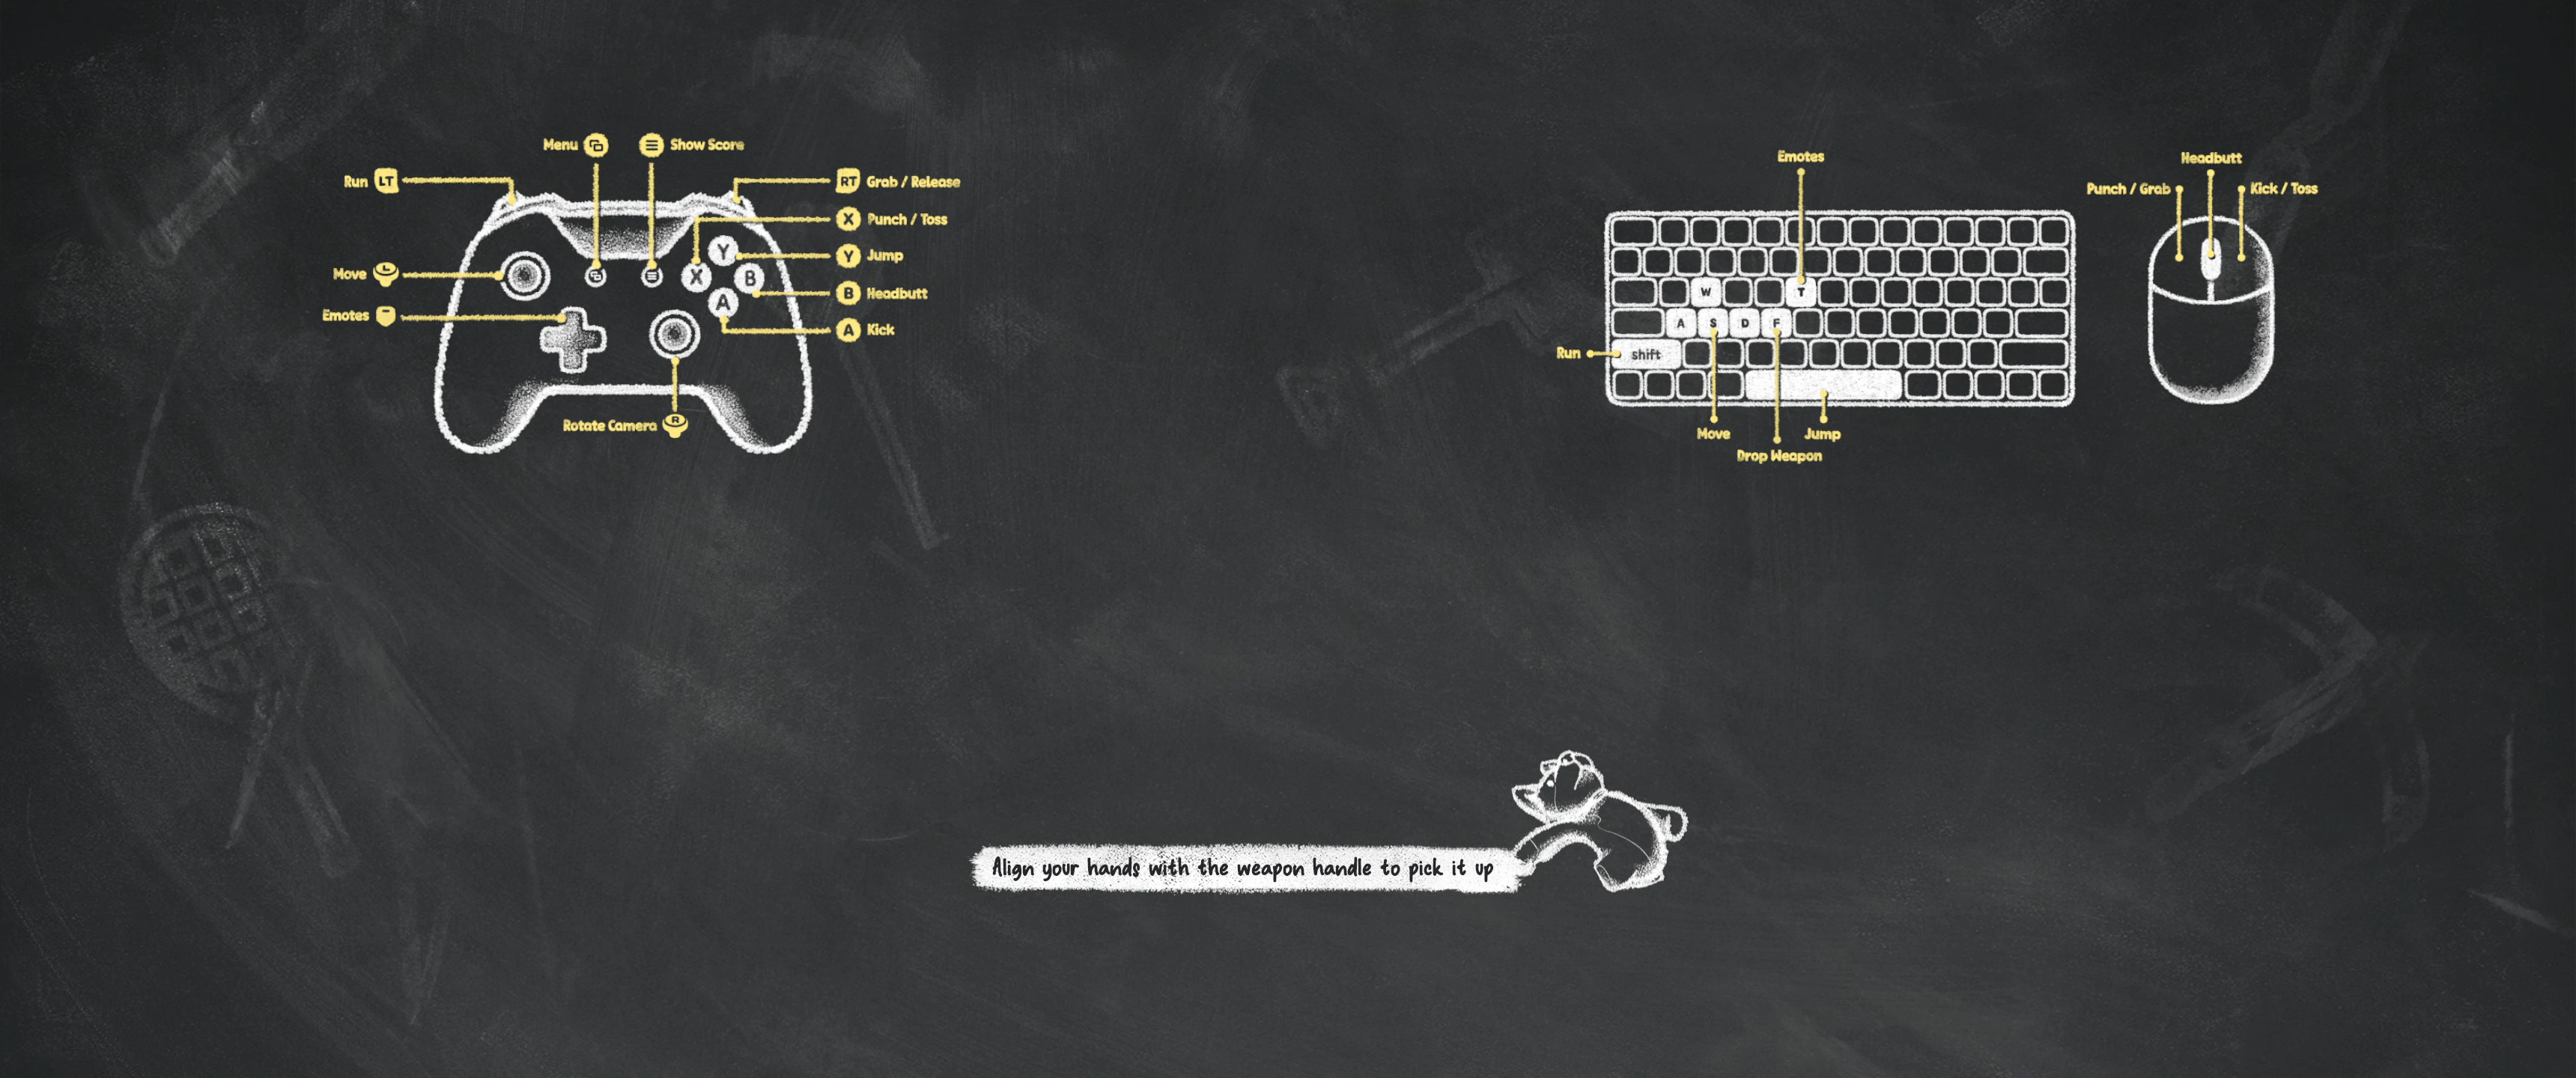 Menu
Show Score
Run LT
RT Grab / Release
X Punch / Toss
Y Jump
B Headbutt
A Kick
Move L
Emotes
Y
X
B
A
Rotate Camera R
Emotes
Headbutt
Punch / Grab
Kick / Toss
W
T
A
S
D
F
Run
shift
Move
Jump
Drop Weapon
Align your hands with the weapon handle to pick it up